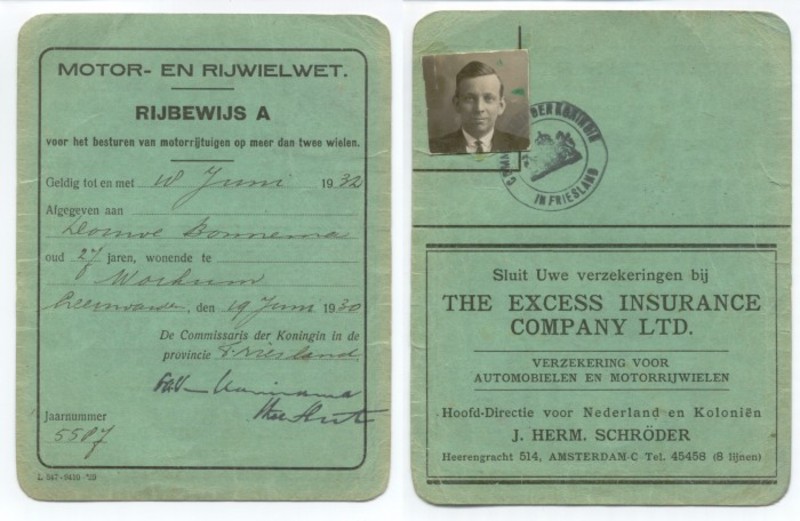 MOTOR- EN RIJWIELWET.
RIJBEWIJS A
voor het besturen van motorrijtuigen op meer dan twee wielen.
Geldig tot en met 18 Juni 1932
Afgegeven aan
Douwe Bonnema
oud 27 jaren, wonende te
Workum
Leeuwarden, den 19 Juni 1930
De Commissaris der Koningin in de
provincie Friesland
Jaarnummer
5587
L 547-9410 '29
DER KONINGIN
IN FRIESLAND
Sluit Uwe verzekeringen bij
THE EXCESS INSURANCE
COMPANY LTD.
VERZEKERING VOOR
AUTOMOBIELEN EN MOTORRIJWIELEN
Hoofd-Directie voor Nederland en Koloniën
J. HERM. SCHRÖDER
Heerengracht 514, AMSTERDAM-C Tel. 45458 (8 lijnen)